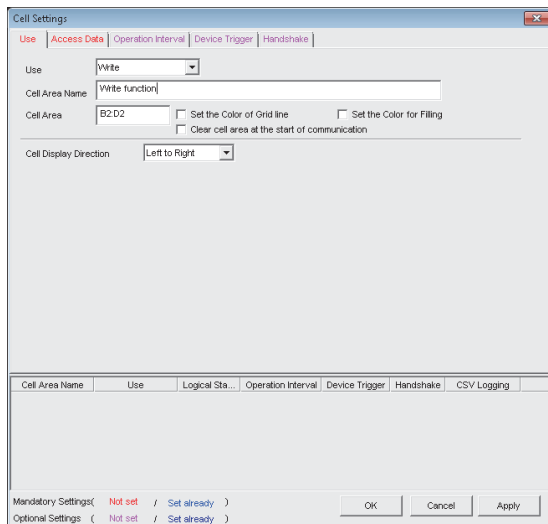 Cell Settings
Use Access Data Operation Interval Device Trigger Handshake
Use Write
Cell Area Name Write function
Cell Area B2:D2 Set the Color of Grid line Set the Color for Filling
Clear cell area at the start of communication
Cell Display Direction Left to Right
Cell Area Name Use Logical Sta... Operation Interval Device Trigger Handshake CSV Logging
Mandatory Settings( Not set / Set already )
Optional Settings ( Not set / Set already )
OK Cancel Apply